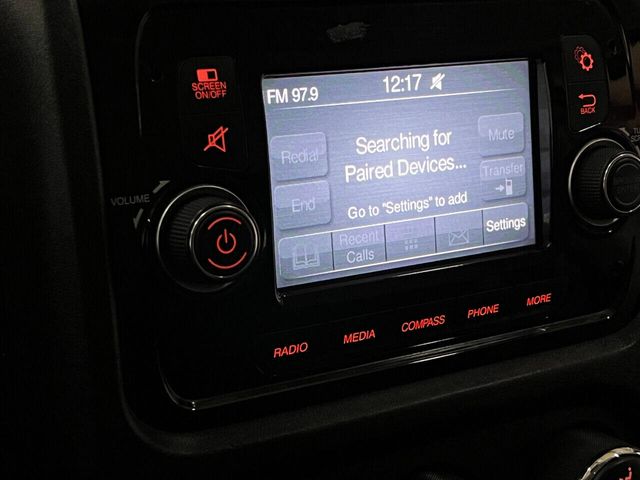 SCREEN
ON/OFF
FM 97.9
12:17
BACK
Redial
Searching for
Paired Devices...
Mute
Transfer
End
Go to "Settings" to add
Recent
Calls
Settings
VOLUME
RADIO
MEDIA
COMPASS
PHONE
MORE